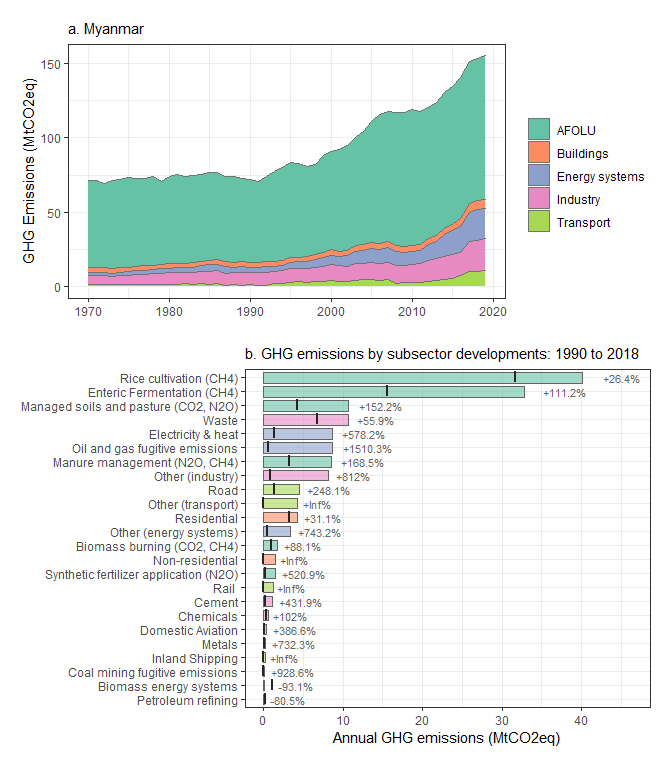 a. Myanmar
GHG Emissions (MtCO2eq)
150
100
50
0
1970
1980
1990
2000
2010
2020
AFOLU
Buildings
Energy systems
Industry
Transport
b. GHG emissions by subsector developments: 1990 to 2018
Rice cultivation (CH4) +26.4%
Enteric Fermentation (CH4) +111.2%
Managed soils and pasture (CO2, N2O) +152.2%
Waste +55.9%
Electricity & heat +578.2%
Oil and gas fugitive emissions +1510.3%
Manure management (N2O, CH4) +168.5%
Other (industry) +812%
Road +248.1%
Other (transport) +Inf%
Residential +31.1%
Other (energy systems) +743.2%
Biomass burning (CO2, CH4) +88.1%
Non-residential +Inf%
Synthetic fertilizer application (N2O) +520.9%
Rail +Inf%
Cement +431.9%
Chemicals +102%
Domestic Aviation +386.6%
Metals +732.3%
Inland Shipping +Inf%
Coal mining fugitive emissions +928.6%
Biomass energy systems -93.1%
Petroleum refining -80.5%
0
10
20
30
40
Annual GHG emissions (MtCO2eq)